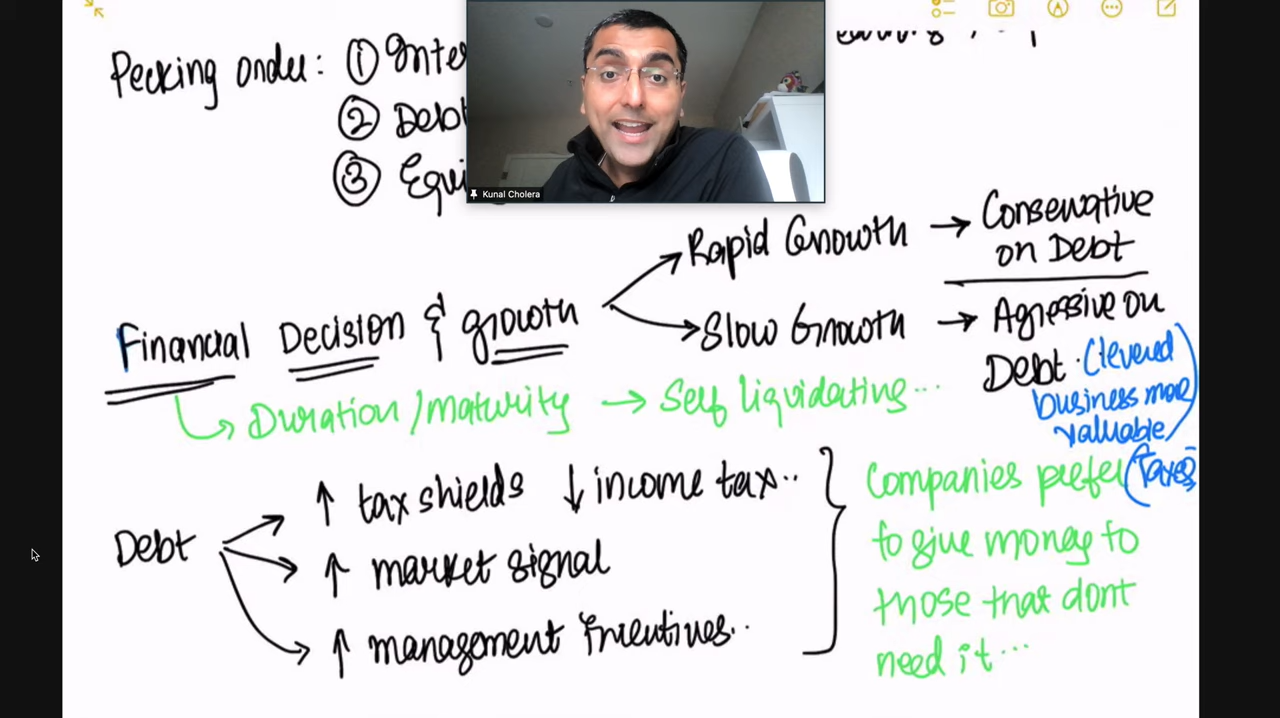 Pecking order: ① Inte
② Debt
③ Equi
Kunal Cholera
Rapid Growth → Conservative
on Debt
Financial Decision & growth
Slow Growth → Agressive on
Debt. (levered
business more
valuable)
(Taxes)
Duration/maturity → Self liquidating...
Debt
↑ tax shields ↓ income tax..
↑ market signal
↑ management incentives..
Companies prefer
to give money to
those that dont
need it...